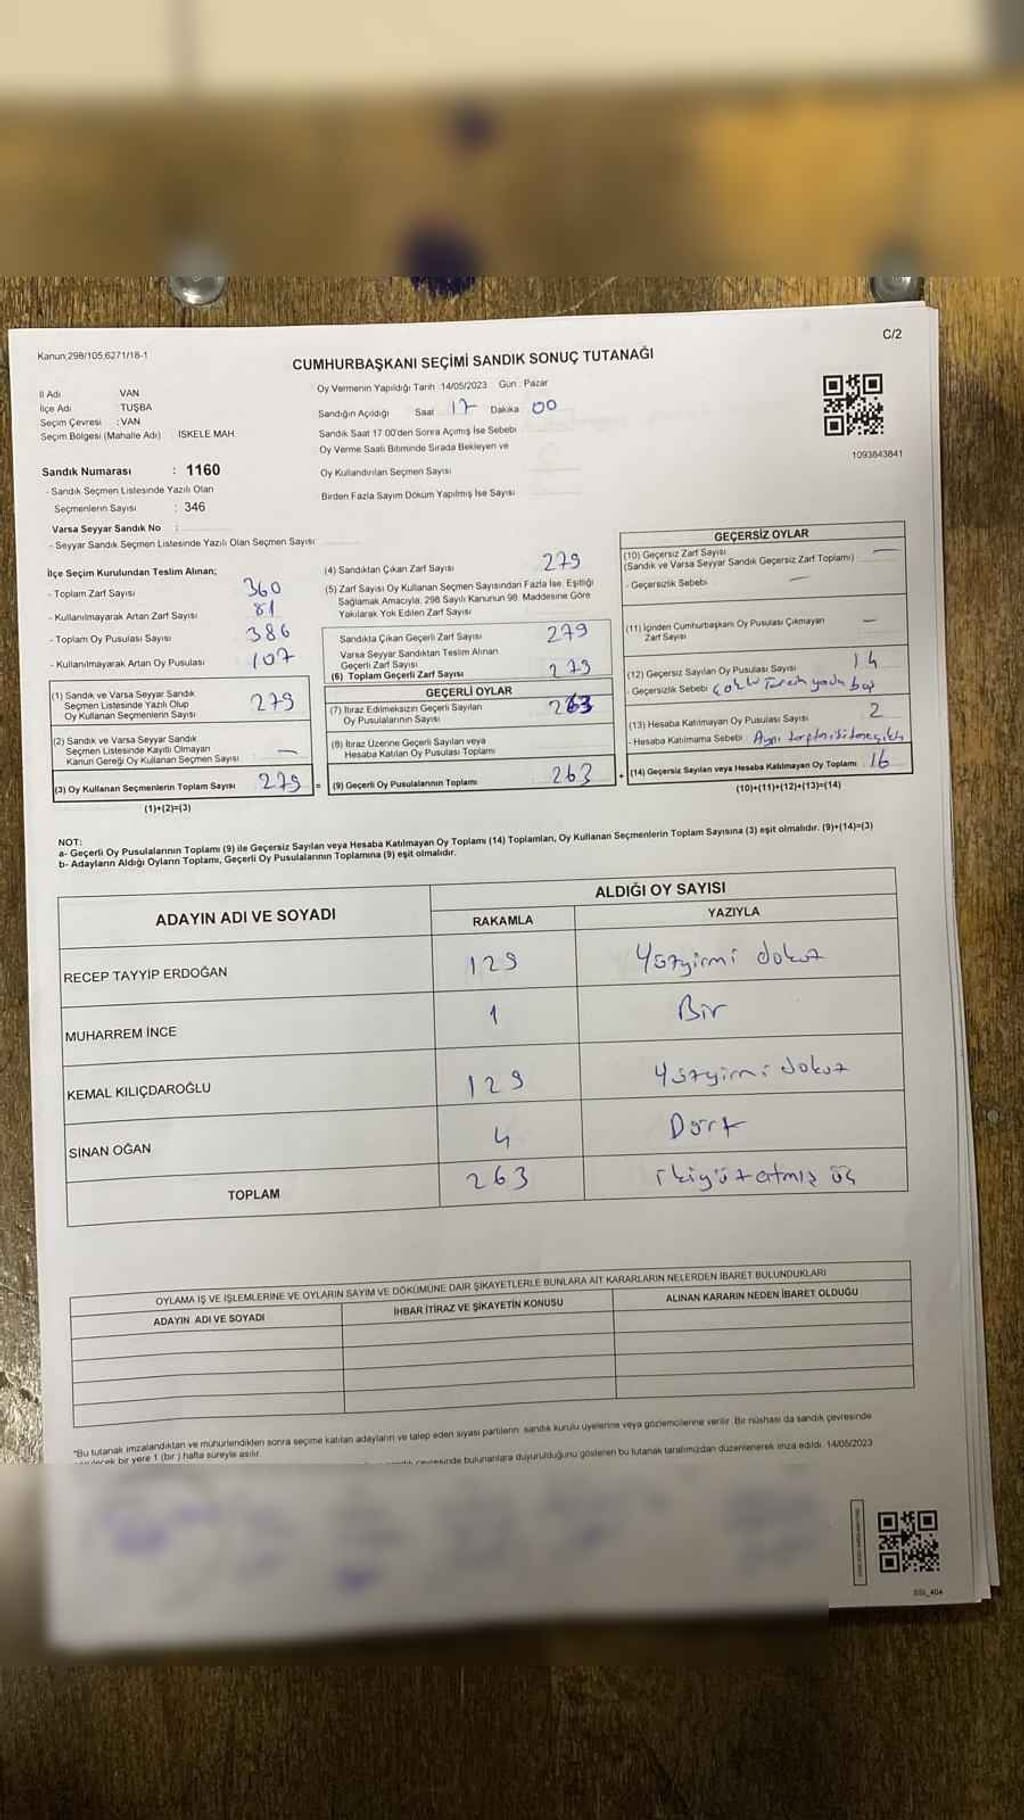 C/2
Kanun;298/105,6271/18-1
CUMHURBAŞKANI SEÇİMİ SANDIK SONUÇ TUTANAĞI
İl Adı VAN
İlçe Adı TUŞBA
Seçim Çevresi :VAN
Seçim Bölgesi (Mahalle Adı) İSKELE MAH
Sandık Numarası : 1160
- Sandık Seçmen Listesinde Yazılı Olan
Seçmenlerin Sayısı : 346
Varsa Seyyar Sandık No :
- Seyyar Sandık Seçmen Listesinde Yazılı Olan Seçmen Sayısı
Oy Vermenin Yapıldığı Tarih 14/05/2023 Gün : Pazar
Sandığın Açıldığı Saat 17 Dakika 00
Sandık Saat 17.00'den Sonra Açımış İse Sebebi
Oy Verme Saati Bitiminde Sırada Bekleyen ve
Oy Kullandırılan Seçmen Sayısı
Birden Fazla Sayım Döküm Yapılmış İse Sayısı
1093843841
İlçe Seçim Kurulundan Teslim Alınan;
- Toplam Zarf Sayısı 360
- Kullanılmayarak Artan Zarf Sayısı 81
- Toplam Oy Pusulası Sayısı 386
- Kullanılmayarak Artan Oy Pusulası 107
(1) Sandık ve Varsa Seyyar Sandık
Seçmen Listesinde Yazılı Olup
Oy Kullanan Seçmenlerin Sayısı 279
(2) Sandık ve Varsa Seyyar Sandık
Seçmen Listesinde Kayıtlı Olmayan
Kanun Gereği Oy Kullanan Seçmen Sayısı —
(3) Oy Kullanan Seçmenlerin Toplam Sayısı 279 =
(1)+(2)=(3)
(4) Sandıktan Çıkan Zarf Sayısı 279
(5) Zarf Sayısı Oy Kullanan Seçmen Sayısından Fazla İse, Eşitliği
Sağlamak Amacıyla, 298 Sayılı Kanunun 98. Maddesine Göre
Yakılarak Yok Edilen Zarf Sayısı
Sandıkta Çıkan Geçerli Zarf Sayısı 279
Varsa Seyyar Sandıktan Teslim Alınan
Geçerli Zarf Sayısı
(6) Toplam Geçerli Zarf Sayısı 279
GEÇERLİ OYLAR
(7) İtiraz Edilmeksizin Geçerli Sayılan
Oy Pusulalarının Sayısı 263
(8) İtiraz Üzerine Geçerli Sayılan veya
Hesaba Katılan Oy Pusulası Toplamı
(9) Geçerli Oy Pusulalarının Toplamı 263 +
GEÇERSİZ OYLAR
(10) Geçersiz Zarf Sayısı —
(Sandık ve Varsa Seyyar Sandık Geçersiz Zarf Toplamı)
- Geçersizlik Sebebi —
(11) İçinden Cumhurbaşkanı Oy Pusulası Çıkmayan —
Zarf Sayısı
(12) Geçersiz Sayılan Oy Pusulası Sayısı 14
- Geçersizlik Sebebi
(13) Hesaba Katılmayan Oy Pusulası Sayısı 2
- Hesaba Katılmama Sebebi : Aynı
(14) Geçersiz Sayılan veya Hesaba Katılmayan Oy Toplamı 16
(10)+(11)+(12)+(13)=(14)
NOT:
a- Geçerli Oy Pusulalarının Toplamı (9) ile Geçersiz Sayılan veya Hesaba Katılmayan Oy Toplamı (14) Toplamları, Oy Kullanan Seçmenlerin Toplam Sayısına (3) eşit olmalıdır. (9)+(14)=(3)
b- Adayların Aldığı Oyların Toplamı, Geçerli Oy Pusulalarının Toplamına (9) eşit olmalıdır.
ADAYIN ADI VE SOYADI
ALDIĞI OY SAYISI
RAKAMLA YAZIYLA
RECEP TAYYİP ERDOĞAN 129 Yüzyirmi dokuz
MUHARREM İNCE 1 Bir
KEMAL KILIÇDAROĞLU 129 Yüzyirmi dokuz
SİNAN OĞAN 4 Dört
TOPLAM 263 ikiyüzatmış üç
OYLAMA İŞ VE İŞLEMLERİNE VE OYLARIN SAYIM VE DÖKÜMÜNE DAİR ŞİKAYETLERLE BUNLARA AİT KARARLARIN NELERDEN İBARET BULUNDUKLARI
ADAYIN ADI VE SOYADI İHBAR İTİRAZ VE ŞİKAYETİN KONUSU ALINAN KARARIN NEDEN İBARET OLDUĞU
*Bu tutanak imzalandıktan ve mühürlendikten sonra seçime katılan adayların ve talep eden siyasi partilerin sandık kurulu üyelerine veya gözlemcilerine verilir. Bir nüshası da sandık çevresinde
bir yere 1 (bir) hafta süreyle asılır.
bulunanlara duyurulduğunu gösteren bu tutanak tarafımızdan düzenlenerek imza edildi. 14/05/2023